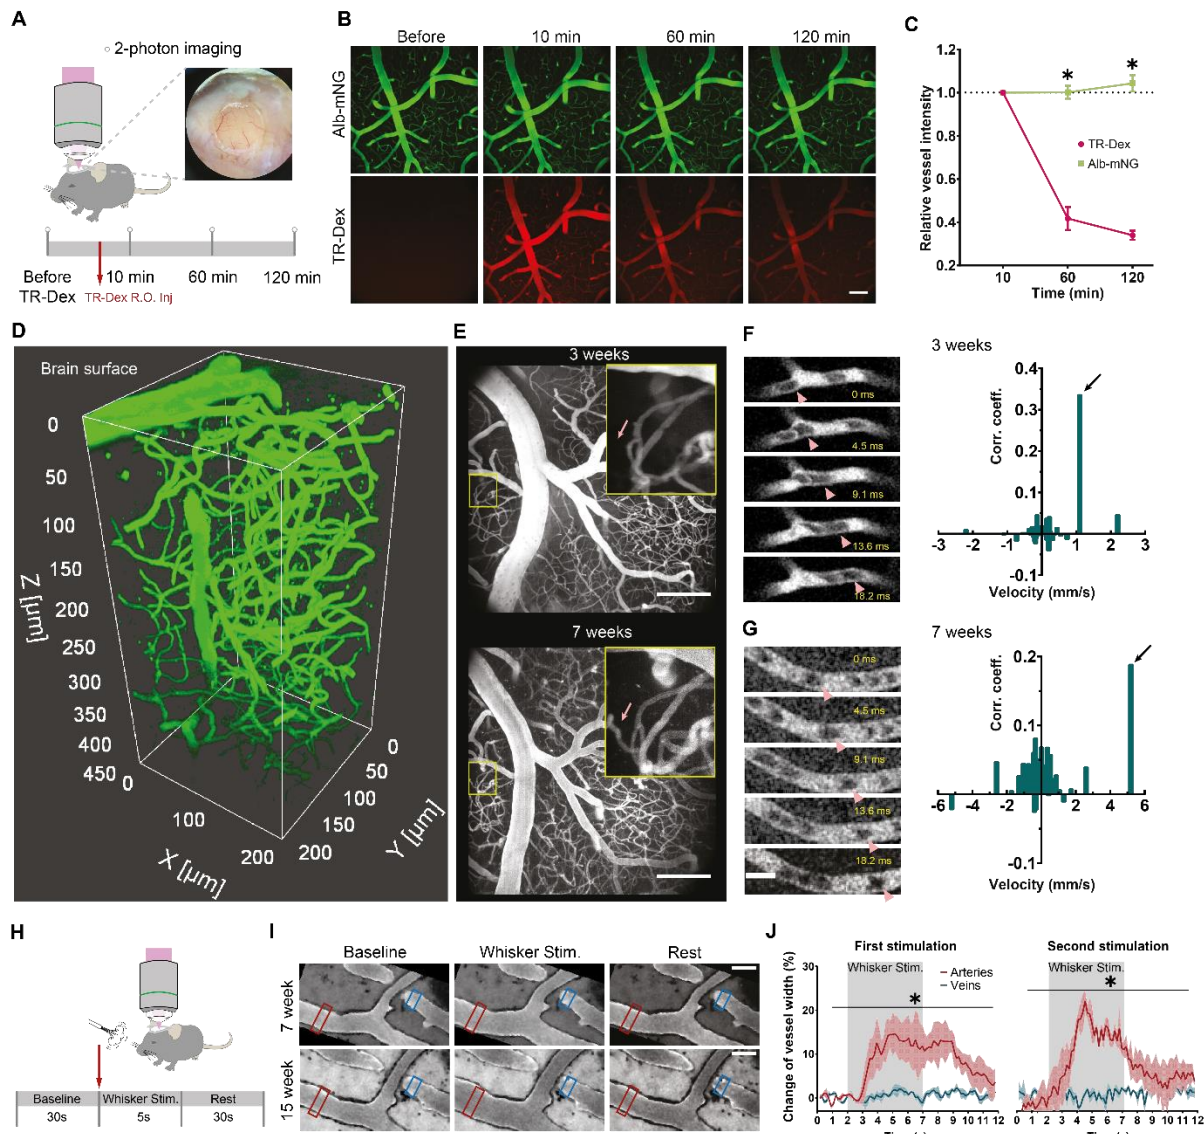 A
2-photon imaging
Before
TR-Dex
10 min
60 min
120 min
TR-Dex R.O. Inj
B
Before
10 min
60 min
120 min
Alb-mNG
TR-Dex
C
Relative vessel intensity
1.4
1.2
1.0
0.8
0.6
0.4
0.2
*
*
TR-Dex
Alb-mNG
10
60
120
Time (min)
D
Brain surface
0
50
100
150
200
250
300
350
400
450
Z [µm]
0
100
200
X [µm]
0
50
100
150
200
Y [µm]
E
3 weeks
7 weeks
F
0 ms
4.5 ms
9.1 ms
13.6 ms
18.2 ms
3 weeks
Corr. coeff.
0.4
0.3
0.2
0.1
-0.1
-3
-2
-1
0
1
2
3
Velocity (mm/s)
G
0 ms
4.5 ms
9.1 ms
13.6 ms
18.2 ms
7 weeks
Corr. coeff.
0.2
0.1
-0.1
-6
-4
-2
0
2
4
6
Velocity (mm/s)
H
Baseline
Whisker Stim.
Rest
30s
5s
30s
I
Baseline
Whisker Stim.
Rest
7 week
15 week
J
First stimulation
Second stimulation
Change of vessel width (%)
30
20
10
0
Whisker Stim.
*
Arteries
Veins
Whisker Stim.
*
0 1 2 3 4 5 6 7 8 9 10 11 12
0 1 2 3 4 5 6 7 8 9 10 11 12